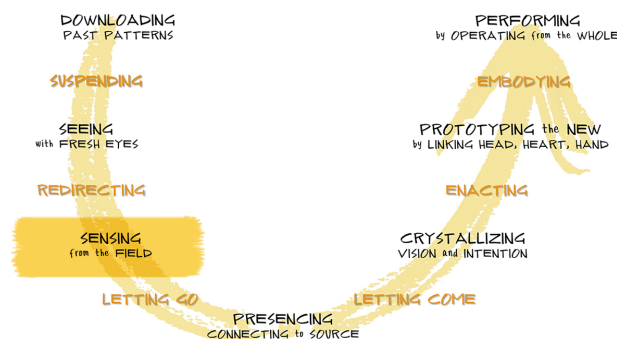 DOWNLOADING
PAST PATTERNS
SUSPENDING
SEEING
with FRESH EYES
REDIRECTING
SENSING
from the FIELD
LETTING GO
PRESENCING
CONNECTING to SOURCE
LETTING COME
CRYSTALLIZING
VISION and INTENTION
ENACTING
PROTOTYPING the NEW
by LINKING HEAD, HEART, HAND
EMBODYING
PERFORMING
by OPERATING from the WHOLE